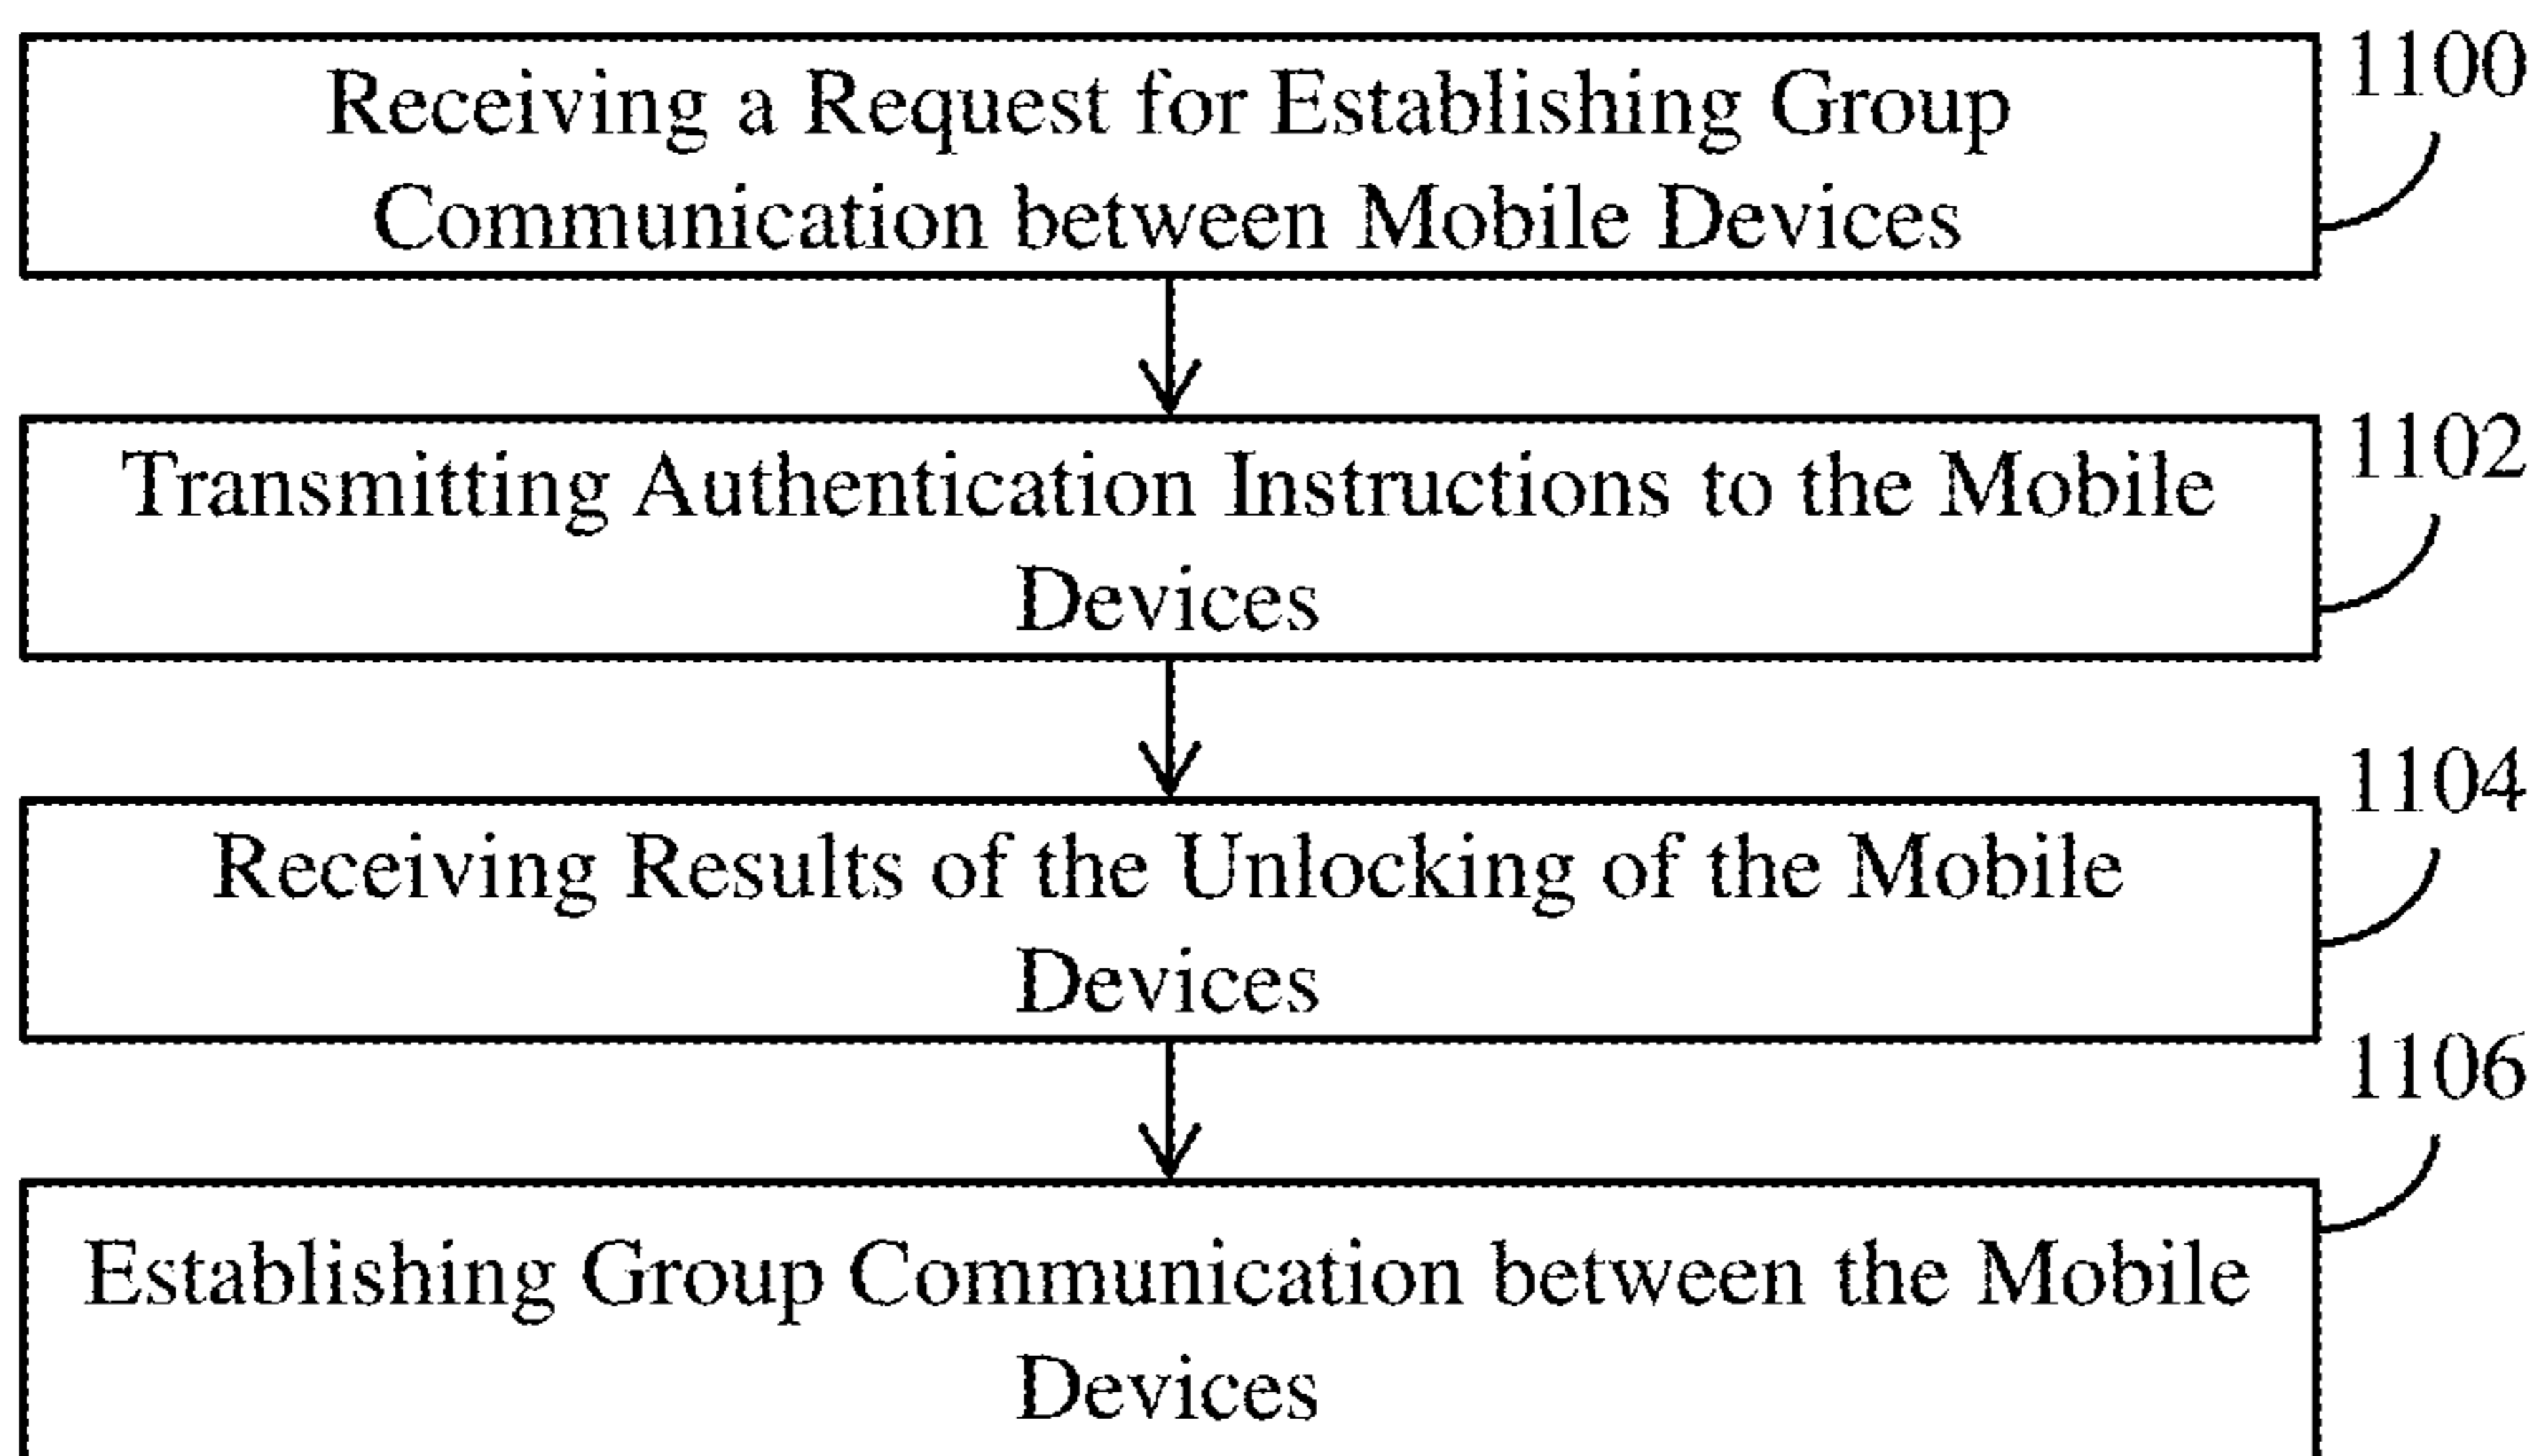 Receiving a Request for Establishing Group
Communication between Mobile Devices
1100
Transmitting Authentication Instructions to the Mobile
Devices
1102
Receiving Results of the Unlocking of the Mobile
Devices
1104
Establishing Group Communication between the Mobile
Devices
1106